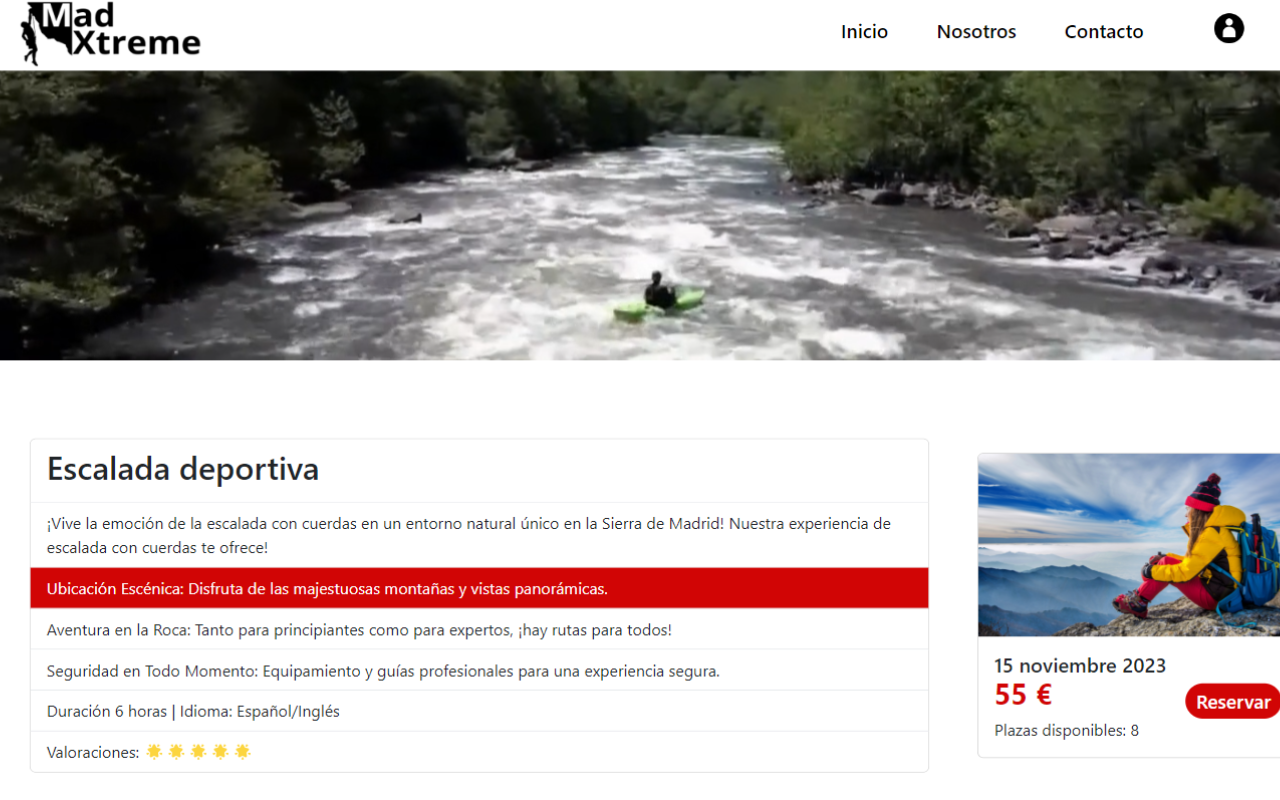 Mad
Xtreme
Inicio
Nosotros
Contacto
Escalada deportiva
¡Vive la emoción de la escalada con cuerdas en un entorno natural único en la Sierra de Madrid! Nuestra experiencia de
escalada con cuerdas te ofrece!
Ubicación Escénica: Disfruta de las majestuosas montañas y vistas panorámicas.
Aventura en la Roca: Tanto para principiantes como para expertos, ¡hay rutas para todos!
Seguridad en Todo Momento: Equipamiento y guías profesionales para una experiencia segura.
Duración 6 horas | Idioma: Español/Inglés
Valoraciones:
15 noviembre 2023
55 €
Reservar
Plazas disponibles: 8